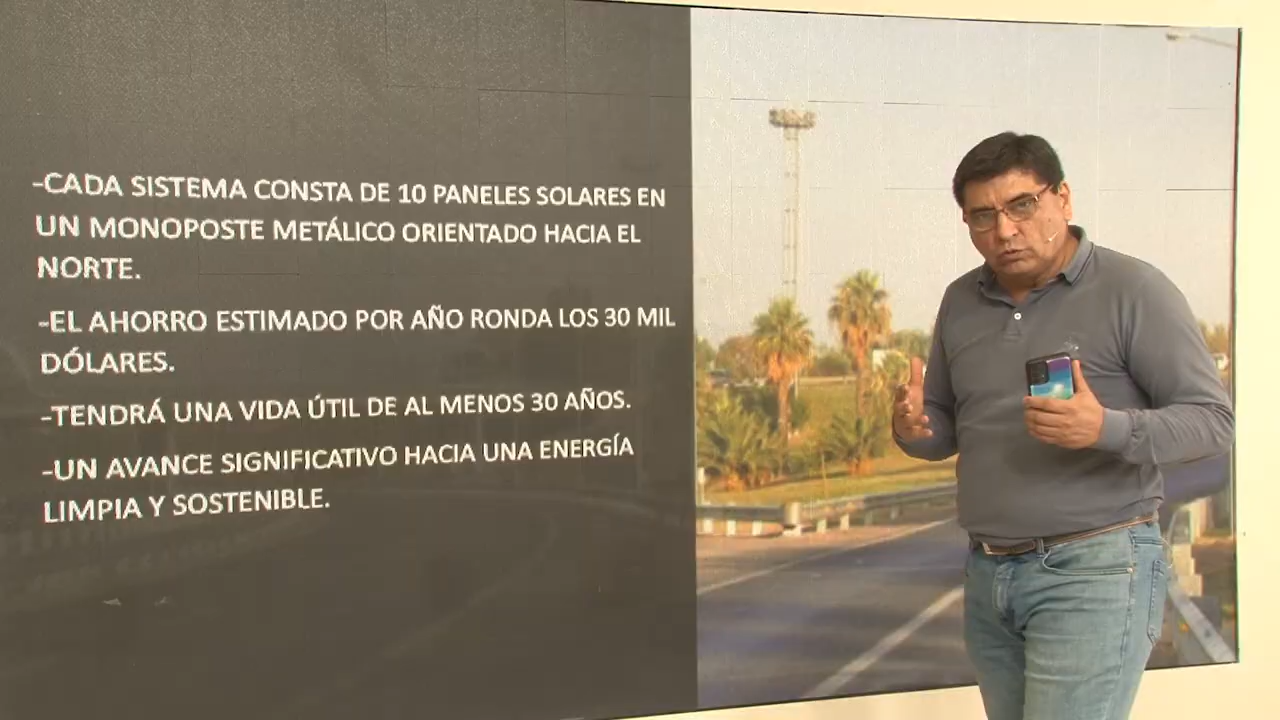 -CADA SISTEMA CONSTA DE 10 PANELES SOLARES EN
UN MONOPOSTE METÁLICO ORIENTADO HACIA EL
NORTE.
-EL AHORRO ESTIMADO POR AÑO RONDA LOS 30 MIL
DÓLARES.
-TENDRÁ UNA VIDA ÚTIL DE AL MENOS 30 AÑOS.
-UN AVANCE SIGNIFICATIVO HACIA UNA ENERGÍA
LIMPIA Y SOSTENIBLE.